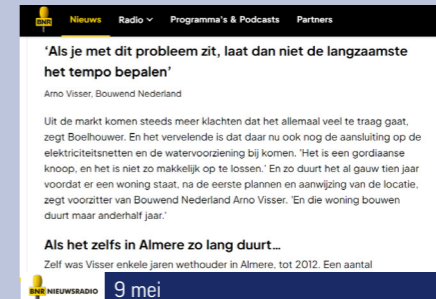 BNR Nieuws Radio Programma's & Podcasts Partners
'Als je met dit probleem zit, laat dan niet de langzaamste
het tempo bepalen'
Arno Visser, Bouwend Nederland
Uit de markt komen steeds meer klachten dat het allemaal veel te traag gaat,
zegt Boelhouwer. En het vervelende is dat daar nu ook nog de aansluiting op de
elektriciteitsnetten en de watervoorziening bij komen. 'Het is een gordiaanse
knoop, en het is niet zo makkelijk op te lossen.' En zo duurt het al gauw tien jaar
voordat er een woning staat, na de eerste plannen en aanwijzing van de locatie,
zegt voorzitter van Bouwend Nederland Arno Visser. 'En die woning bouwen
duurt maar anderhalf jaar.'
Als het zelfs in Almere zo lang duurt...
Zelf was Visser enkele jaren wethouder in Almere, tot 2012. Een aantal
BNR NIEUWSRADIO 9 mei